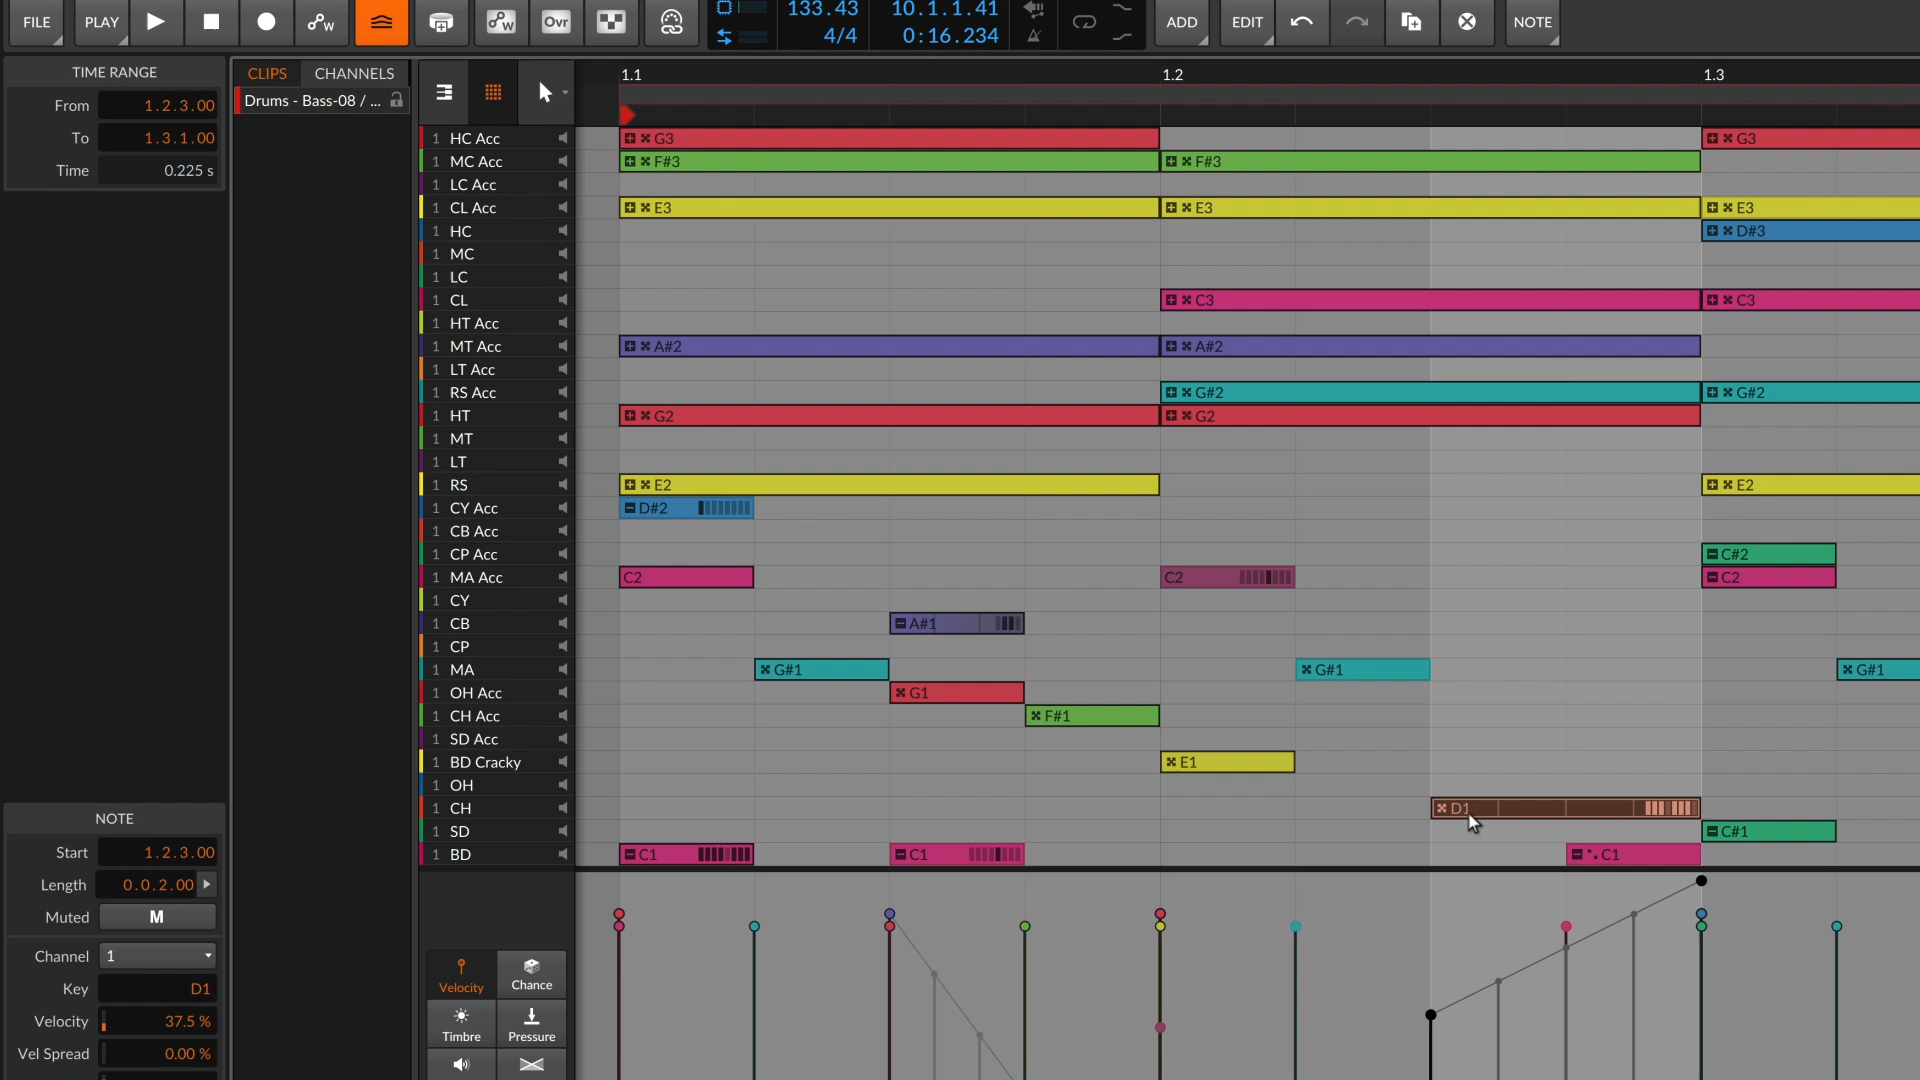 FILE PLAY Ovr 133.43 10.1.1.41 ADD EDIT NOTE
4/4 0:16.234
TIME RANGE CLIPS CHANNELS 1.1 1.2 1.3
From 1.2.3.00 Drums - Bass-08 / ...
To 1.3.1.00
Time 0.225 s
1 HC Acc G3 G3
1 MC Acc F#3 F#3
1 LC Acc
1 CL Acc E3 E3 E3
1 HC D#3
1 MC
1 LC
1 CL C3 C3
1 HT Acc
1 MT Acc A#2 A#2
1 LT Acc
1 RS Acc G#2 G#2
1 HT G2 G2
1 MT
1 LT
1 RS E2 E2
1 CY Acc D#2
1 CB Acc
1 CP Acc C#2
1 MA Acc C2 C2 C2
1 CY
1 CB A#1
1 CP
1 MA G#1 G#1 G#1
1 OH Acc G1
1 CH Acc F#1
1 SD Acc
1 BD Cracky E1
1 OH
1 CH D1
1 SD C#1
1 BD C1 C1 C1
NOTE
Start 1.2.3.00
Length 0.0.2.00
Muted M
Channel 1
Key D1
Velocity 37.5 %
Vel Spread 0.00 %
Velocity Chance
Timbre Pressure